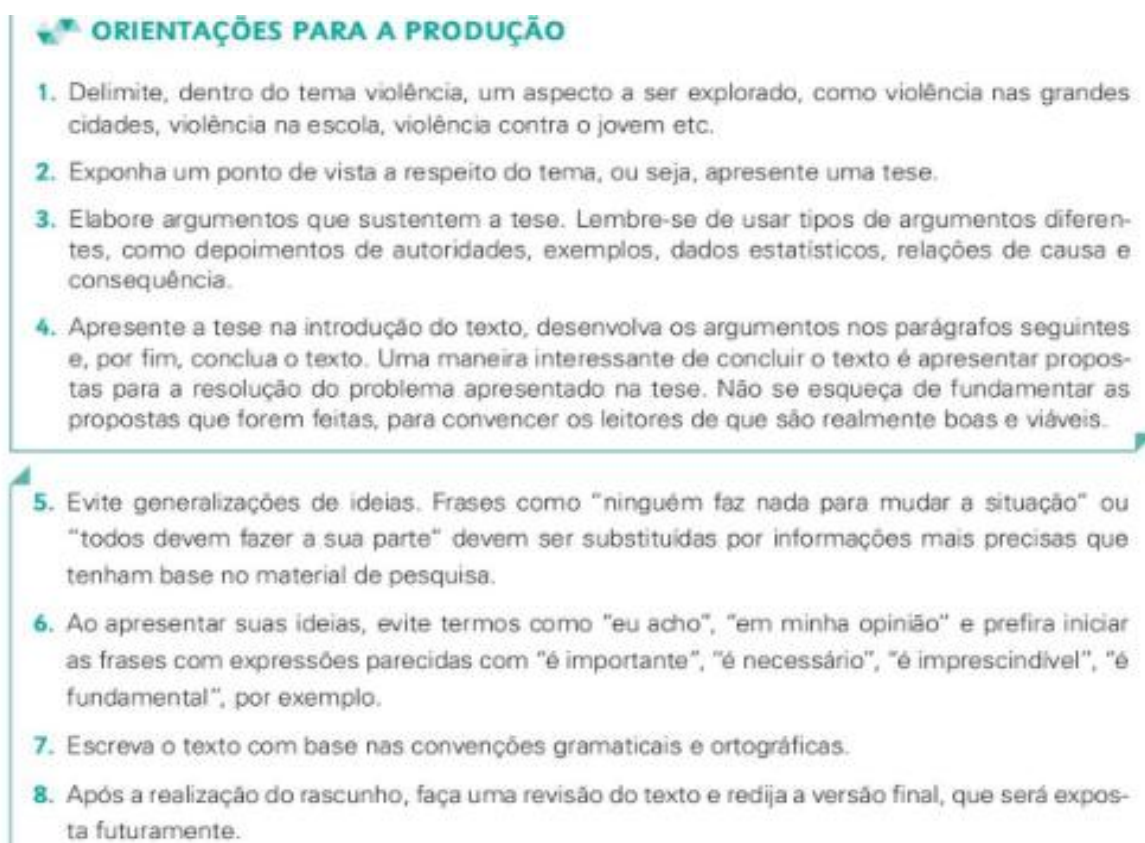 ORIENTAÇÕES PARA A PRODUÇÃO
1. Delimite, dentro do tema violência, um aspecto a ser explorado, como violência nas grandes
cidades, violência na escola, violência contra o jovem etc.
2. Exponha um ponto de vista a respeito do tema, ou seja, apresente uma tese.
3. Elabore argumentos que sustentem a tese. Lembre-se de usar tipos de argumentos diferen-
tes, como depoimentos de autoridades, exemplos, dados estatísticos, relações de causa e
consequência.
4. Apresente a tese na introdução do texto, desenvolva os argumentos nos parágrafos seguintes
e, por fim, conclua o texto. Uma maneira interessante de concluir o texto é apresentar propos-
tas para a resolução do problema apresentado na tese. Não se esqueça de fundamentar as
propostas que forem feitas, para convencer os leitores de que são realmente boas e viáveis.
5. Evite generalizações de ideias. Frases como "ninguém faz nada para mudar a situação" ou
"todos devem fazer a sua parte" devem ser substituídas por informações mais precisas que
tenham base no material de pesquisa.
6. Ao apresentar suas ideias, evite termos como "eu acho", "em minha opinião" e prefira iniciar
as frases com expressões parecidas com "é importante", "é necessário", "é imprescindível", "é
fundamental", por exemplo.
7. Escreva o texto com base nas convenções gramaticais e ortográficas.
8. Após a realização do rascunho, faça uma revisão do texto e redija a versão final, que será expos-
ta futuramente.